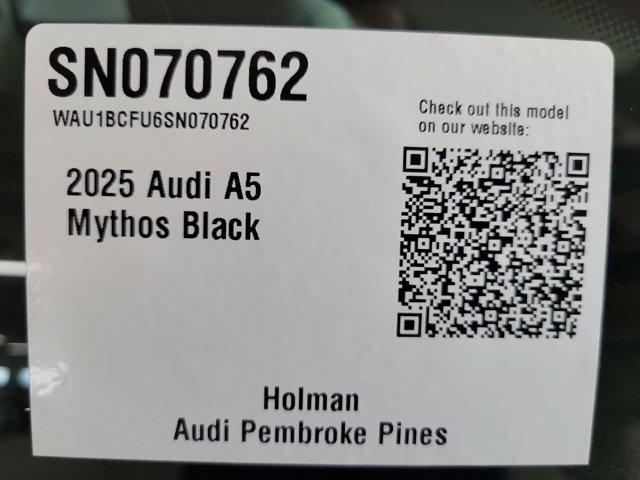 SN070762
WAU1BCFU6SN070762
Check out this model
on our website:
2025 Audi A5
Mythos Black
Holman
Audi Pembroke Pines